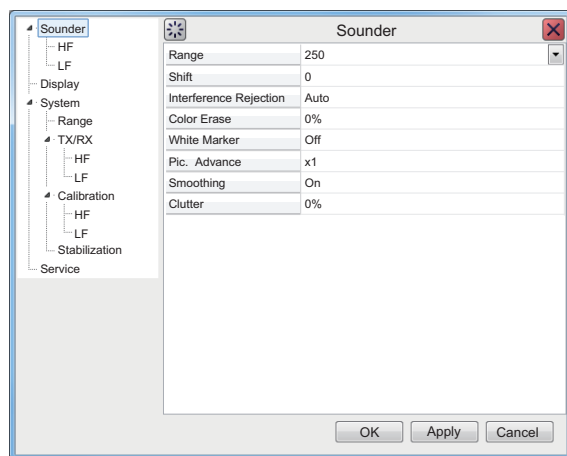 Sounder
HF
LF
Display
System
Range
TX/RX
HF
LF
Calibration
HF
LF
Stabilization
Service
Sounder
Range 250
Shift 0
Interference Rejection Auto
Color Erase 0%
White Marker Off
Pic. Advance x1
Smoothing On
Clutter 0%
OK Apply Cancel